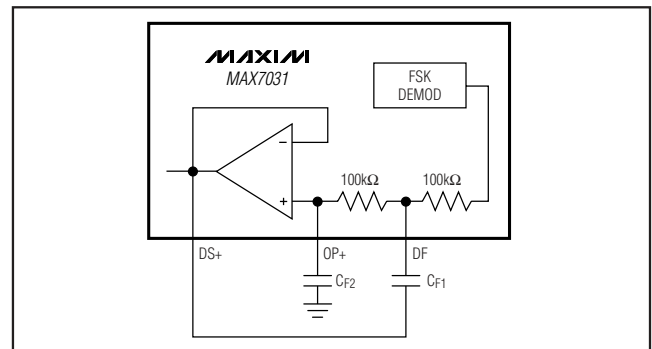 MAXIM
MAX7031
FSK
DEMOD
100kΩ 100kΩ
−
+
DS+ OP+ DF
CF2 CF1